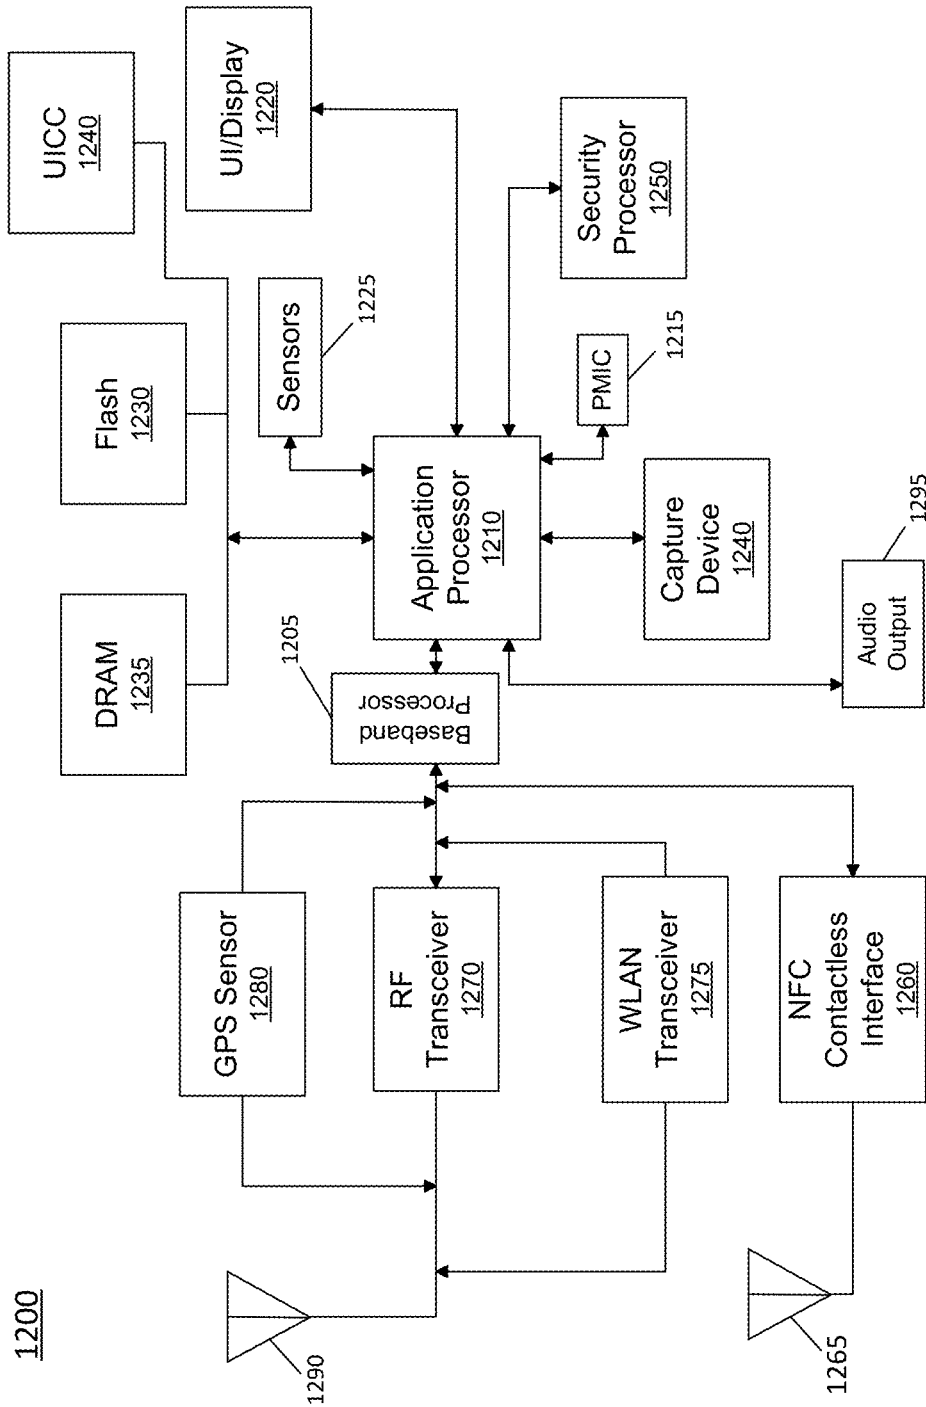 1200
UICC
1240
UI/Display
1220
Flash
1230
DRAM
1235
Sensors
1225
Security
Processor
1250
PMIC
1215
Application
Processor
1210
Capture
Device
1240
Audio
Output
1295
Baseband
Processor
1205
GPS Sensor
1280
RF
Transceiver
1270
WLAN
Transceiver
1275
NFC
Contactless
Interface
1260
1290
1265